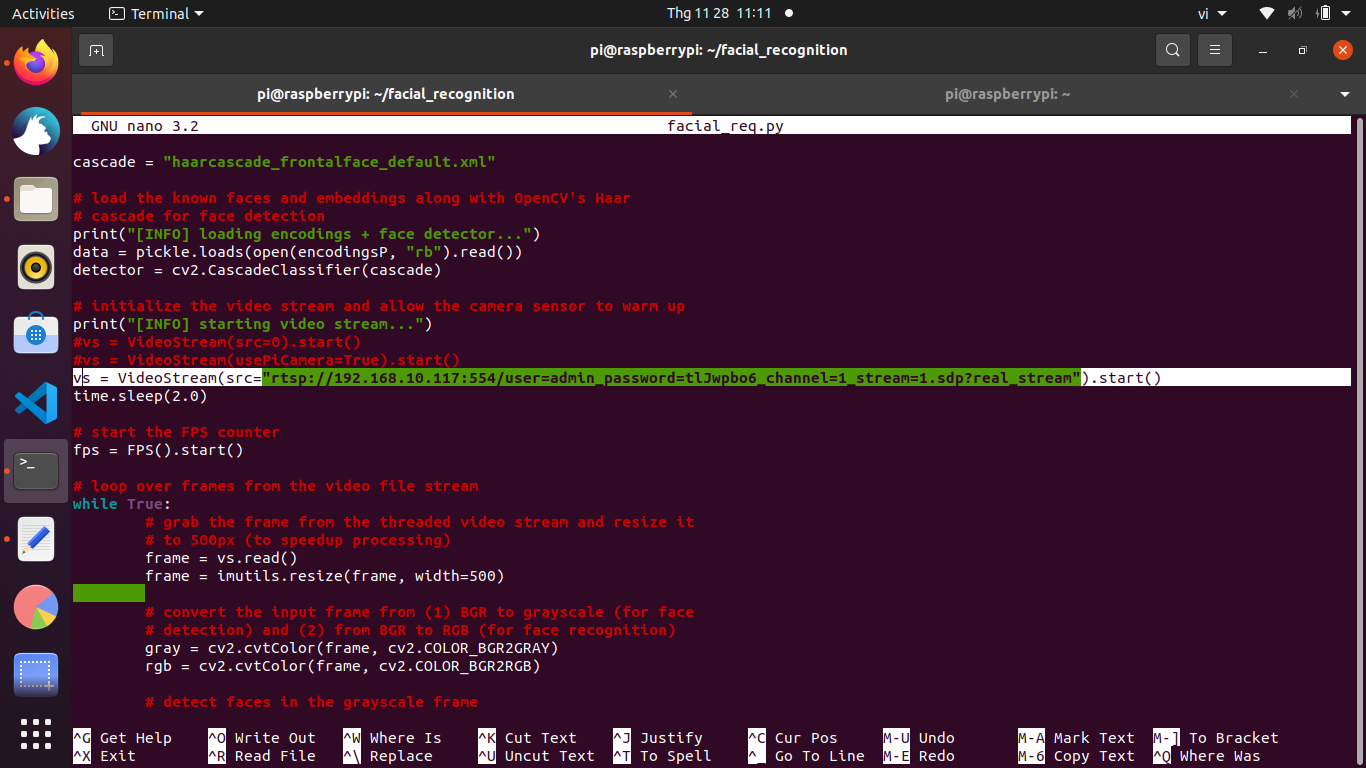 Activities Terminal Thg 11 28 11:11 vi
pi@raspberrypi: ~/facial_recognition
pi@raspberrypi: ~/facial_recognition pi@raspberrypi: ~
GNU nano 3.2 facial_req.py
cascade = "haarcascade_frontalface_default.xml"
# load the known faces and embeddings along with OpenCV's Haar
# cascade for face detection
print("[INFO] loading encodings + face detector...")
data = pickle.loads(open(encodingsP, "rb").read())
detector = cv2.CascadeClassifier(cascade)
# initialize the video stream and allow the camera sensor to warm up
print("[INFO] starting video stream...")
#vs = VideoStream(src=0).start()
#vs = VideoStream(usePiCamera=True).start()
vs = VideoStream(src="rtsp://192.168.10.117:554/user=admin_password=tlJwpbo6_channel=1_stream=1.sdp?real_stream").start()
time.sleep(2.0)
# start the FPS counter
fps = FPS().start()
# loop over frames from the video file stream
while True:
# grab the frame from the threaded video stream and resize it
# to 500px (to speedup processing)
frame = vs.read()
frame = imutils.resize(frame, width=500)
# convert the input frame from (1) BGR to grayscale (for face
# detection) and (2) from BGR to RGB (for face recognition)
gray = cv2.cvtColor(frame, cv2.COLOR_BGR2GRAY)
rgb = cv2.cvtColor(frame, cv2.COLOR_BGR2RGB)
# detect faces in the grayscale frame
^G Get Help ^O Write Out ^W Where Is ^K Cut Text ^J Justify ^C Cur Pos M-U Undo M-A Mark Text M-] To Bracket
^X Exit ^R Read File ^\ Replace ^U Uncut Text ^T To Spell ^_ Go To Line M-E Redo M-6 Copy Text ^Q Where Was